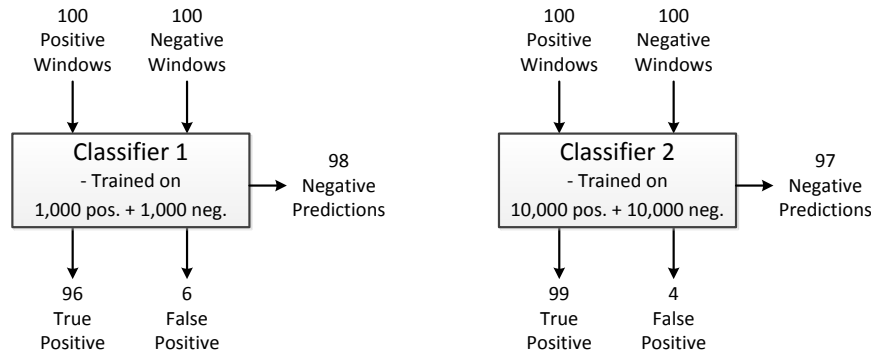 100
Positive
Windows
100
Negative
Windows
Classifier 1
- Trained on
1,000 pos. + 1,000 neg.
98
Negative
Predictions
96
True
Positive
6
False
Positive
100
Positive
Windows
100
Negative
Windows
Classifier 2
- Trained on
10,000 pos. + 10,000 neg.
97
Negative
Predictions
99
True
Positive
4
False
Positive